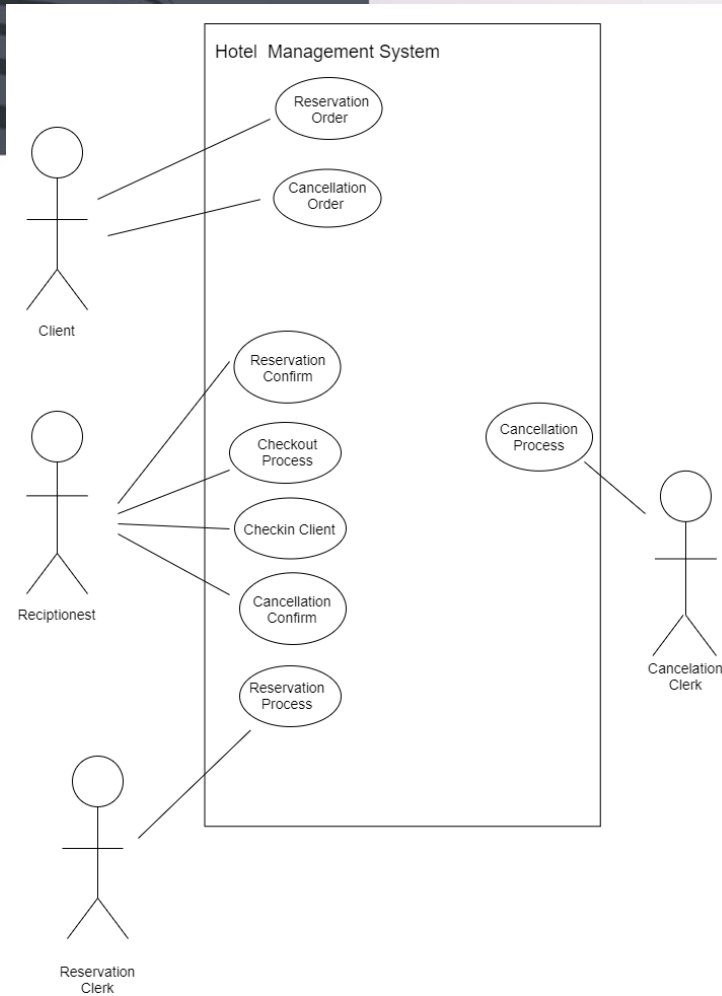 Hotel  Management System
Reservation
Order
Cancellation
Order
Client
Reservation
Confirm
Checkout
Process
Cancellation
Process
Checkin Client
Reciptionest
Cancellation
Confirm
Cancelation
Clerk
Reservation
Process
Reservation
Clerk